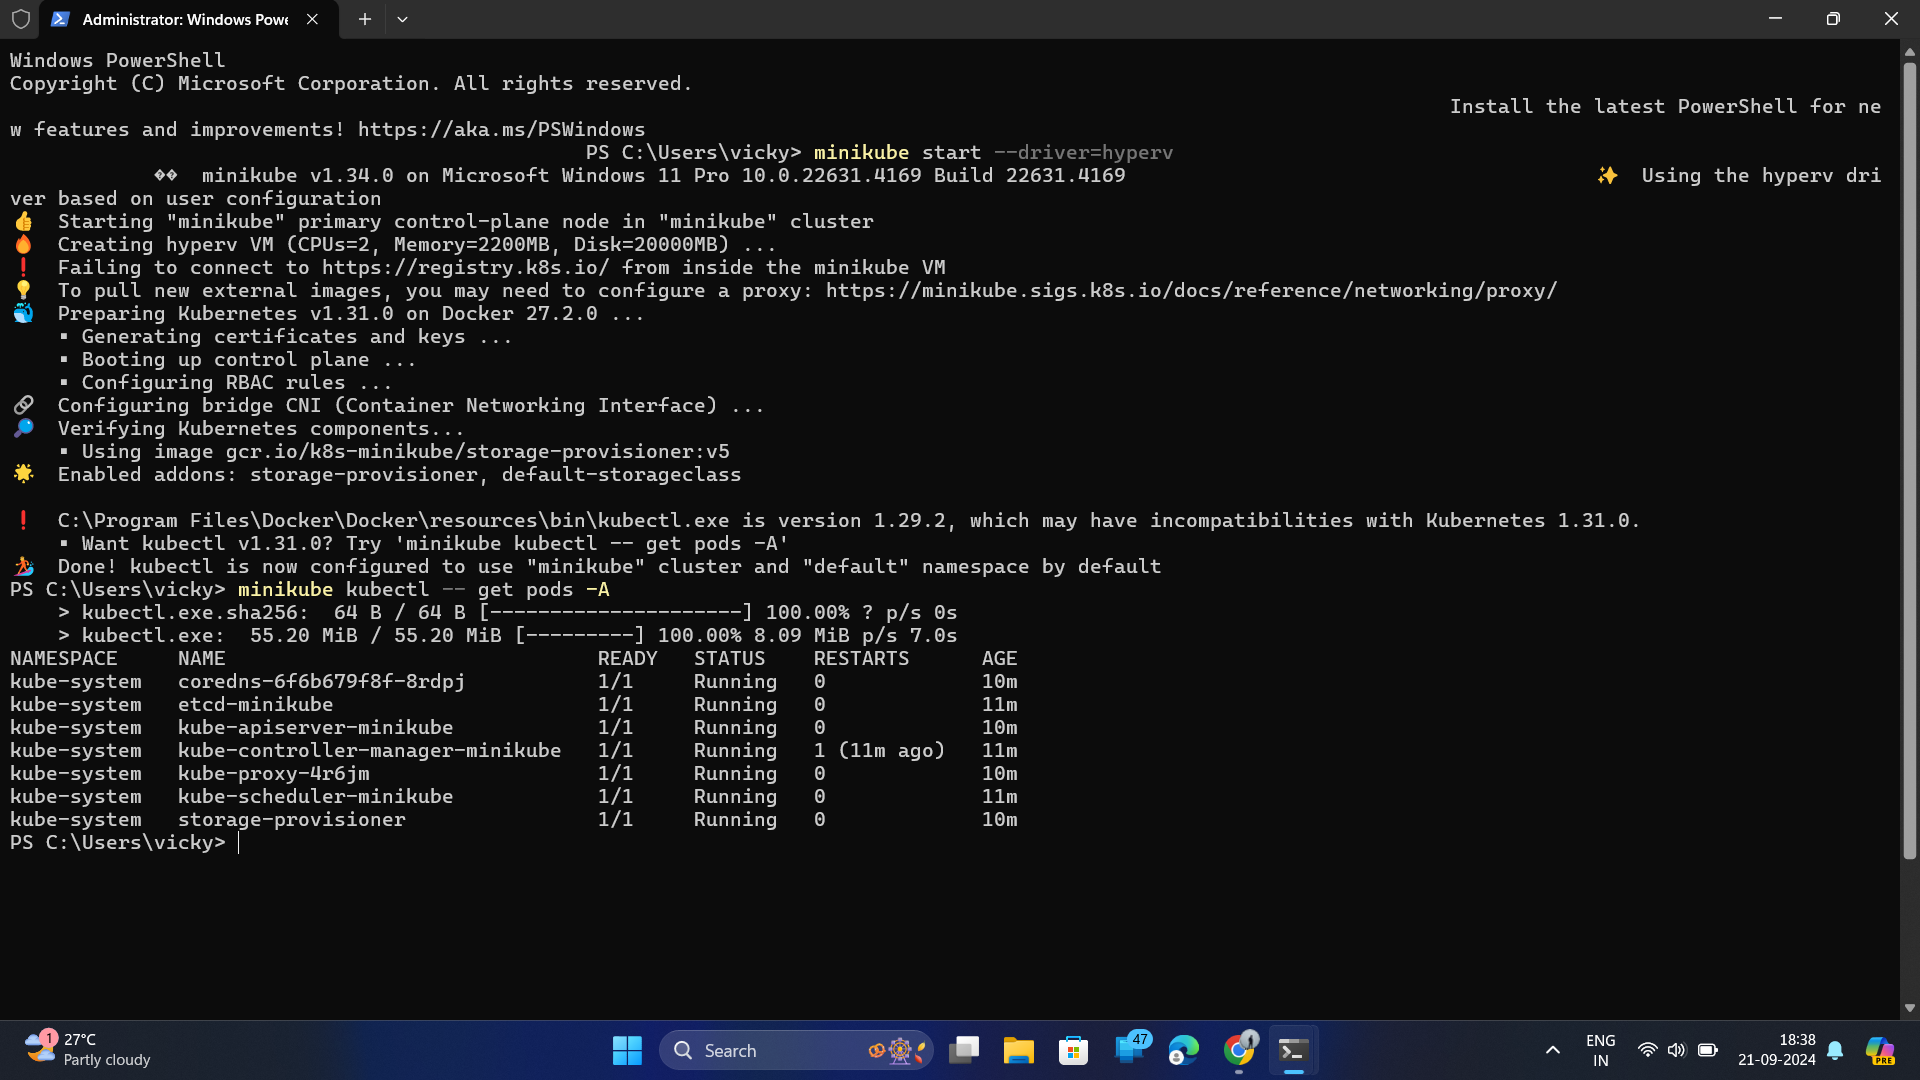 Administrator: Windows Powe
Windows PowerShell
Copyright (C) Microsoft Corporation. All rights reserved.
Install the latest PowerShell for ne
w features and improvements! https://aka.ms/PSWindows
PS C:\Users\vicky> minikube start --driver=hyperv
�� minikube v1.34.0 on Microsoft Windows 11 Pro 10.0.22631.4169 Build 22631.4169 ✨ Using the hyperv dri
ver based on user configuration
👍 Starting "minikube" primary control-plane node in "minikube" cluster
🔥 Creating hyperv VM (CPUs=2, Memory=2200MB, Disk=20000MB) ...
❗ Failing to connect to https://registry.k8s.io/ from inside the minikube VM
💡 To pull new external images, you may need to configure a proxy: https://minikube.sigs.k8s.io/docs/reference/networking/proxy/
🐳 Preparing Kubernetes v1.31.0 on Docker 27.2.0 ...
▪ Generating certificates and keys ...
▪ Booting up control plane ...
▪ Configuring RBAC rules ...
🔗 Configuring bridge CNI (Container Networking Interface) ...
🔎 Verifying Kubernetes components...
▪ Using image gcr.io/k8s-minikube/storage-provisioner:v5
🌟 Enabled addons: storage-provisioner, default-storageclass
❗ C:\Program Files\Docker\Docker\resources\bin\kubectl.exe is version 1.29.2, which may have incompatibilities with Kubernetes 1.31.0.
▪ Want kubectl v1.31.0? Try 'minikube kubectl -- get pods -A'
🏄 Done! kubectl is now configured to use "minikube" cluster and "default" namespace by default
PS C:\Users\vicky> minikube kubectl -- get pods -A
> kubectl.exe.sha256: 64 B / 64 B [---------------------] 100.00% ? p/s 0s
> kubectl.exe: 55.20 MiB / 55.20 MiB [---------] 100.00% 8.09 MiB p/s 7.0s
NAMESPACE NAME READY STATUS RESTARTS AGE
kube-system coredns-6f6b679f8f-8rdpj 1/1 Running 0 10m
kube-system etcd-minikube 1/1 Running 0 11m
kube-system kube-apiserver-minikube 1/1 Running 0 10m
kube-system kube-controller-manager-minikube 1/1 Running 1 (11m ago) 11m
kube-system kube-proxy-4r6jm 1/1 Running 0 10m
kube-system kube-scheduler-minikube 1/1 Running 0 11m
kube-system storage-provisioner 1/1 Running 0 10m
PS C:\Users\vicky>
1
27°C
Partly cloudy
Search
47
ENG
IN
18:38
21-09-2024
PRE